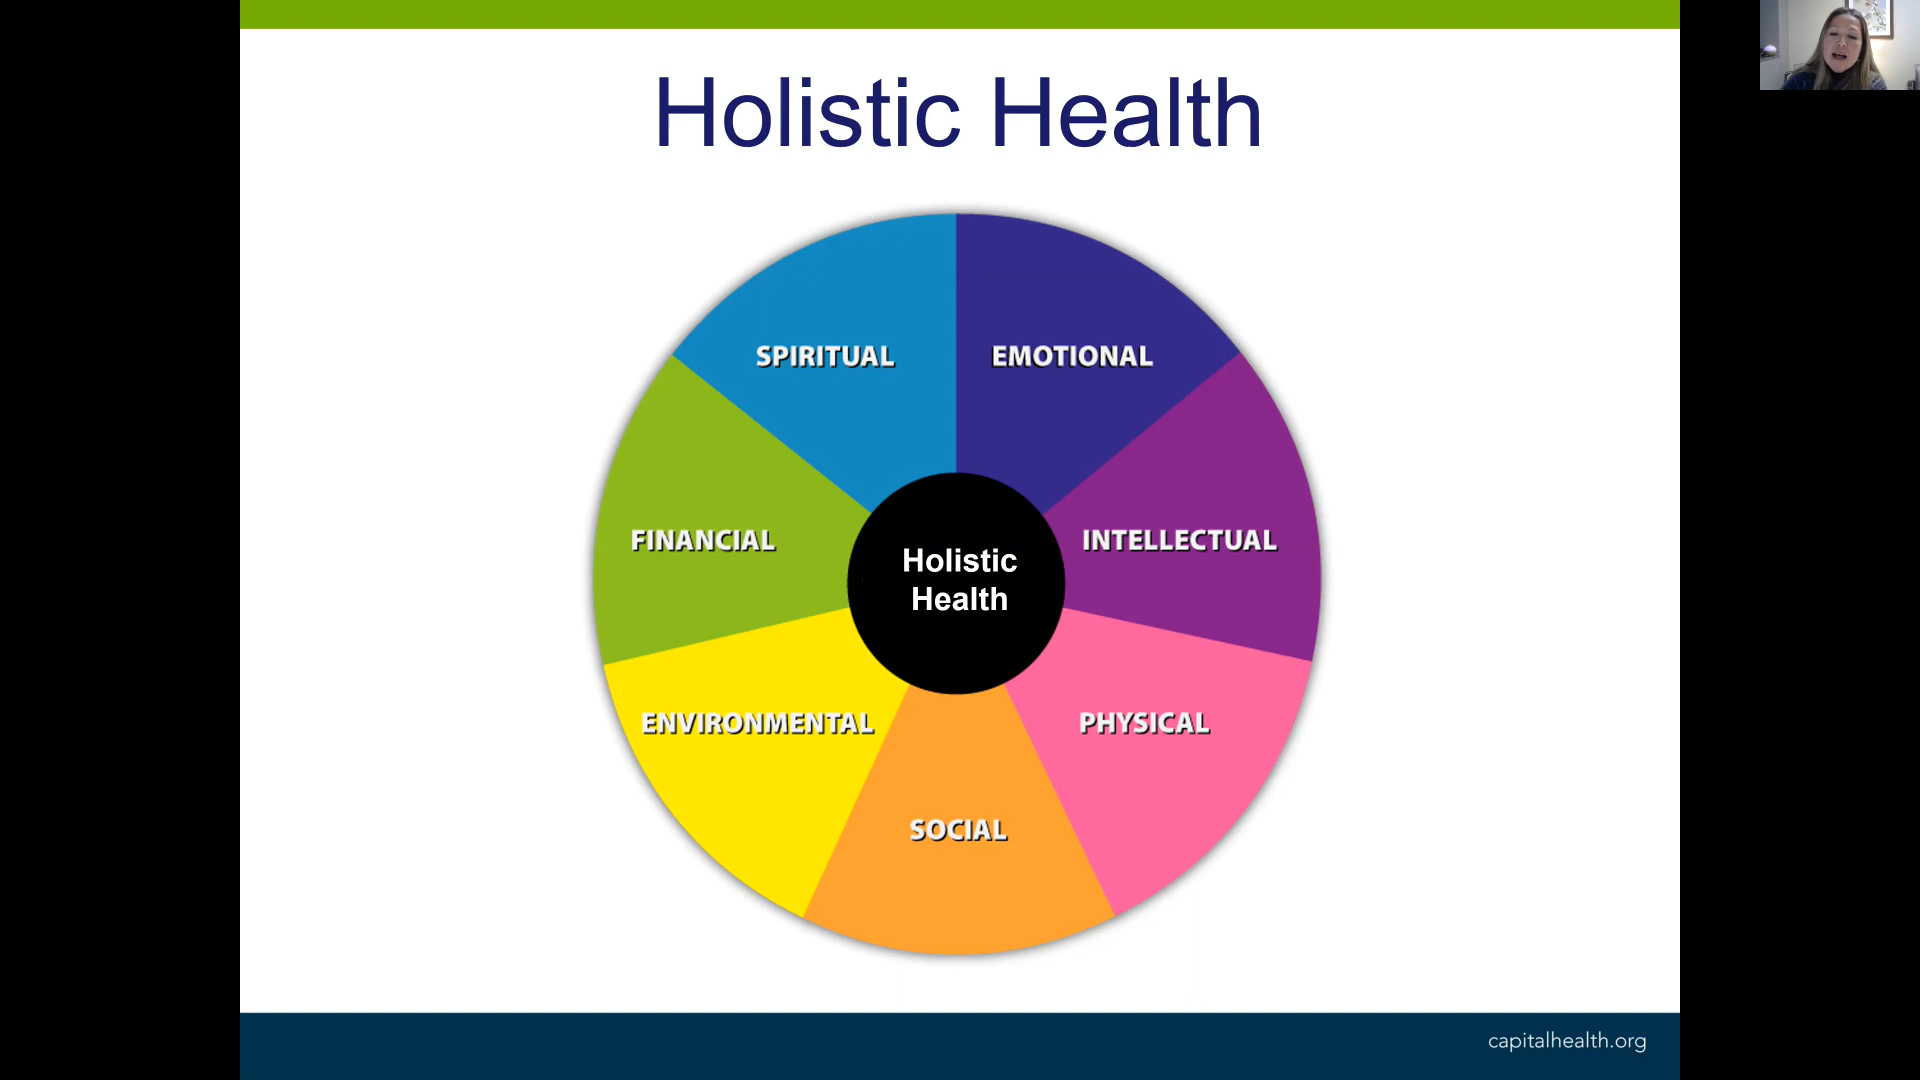 Holistic Health
SPIRITUAL
EMOTIONAL
FINANCIAL
INTELLECTUAL
Holistic
Health
ENVIRONMENTAL
PHYSICAL
SOCIAL
capitalhealth.org